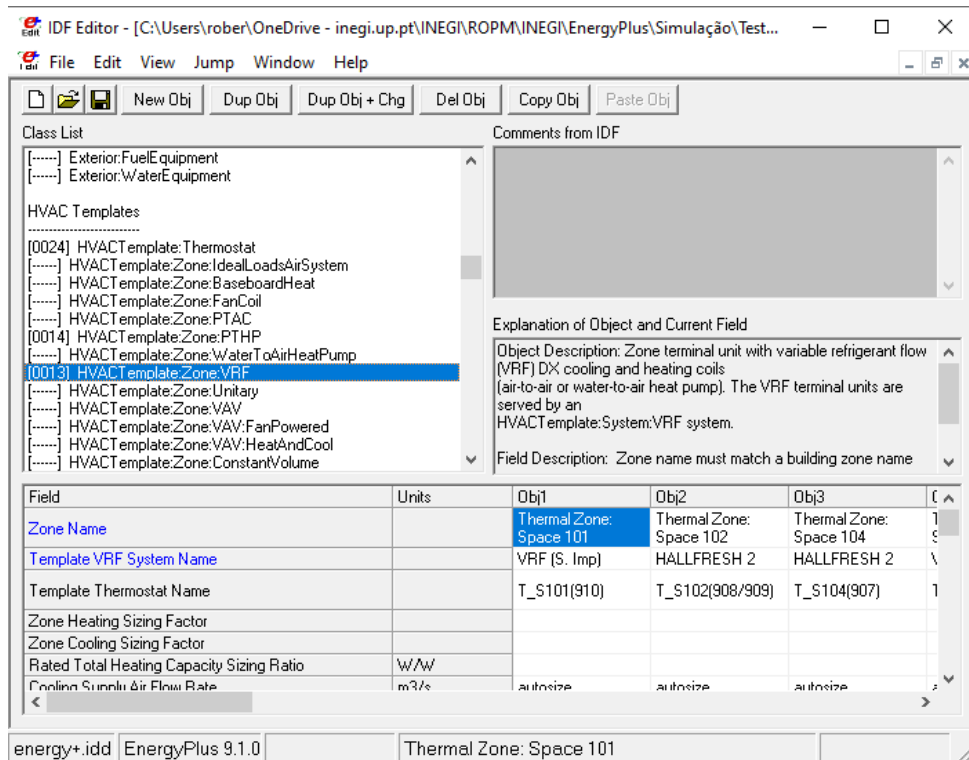 IDF Editor - [C:\Users\rober\OneDrive - inegi.up.pt\INEGI\ROPM\INEGI\EnergyPlus\Simulação\Test...
File Edit View Jump Window Help
New Obj Dup Obj Dup Obj + Chg Del Obj Copy Obj Paste Obj
Class List
[------] Exterior:FuelEquipment
[------] Exterior:WaterEquipment
HVAC Templates
----------------------------
[0024] HVACTemplate:Thermostat
[------] HVACTemplate:Zone:IdealLoadsAirSystem
[------] HVACTemplate:Zone:BaseboardHeat
[------] HVACTemplate:Zone:FanCoil
[------] HVACTemplate:Zone:PTAC
[0014] HVACTemplate:Zone:PTHP
[------] HVACTemplate:Zone:WaterToAirHeatPump
[0013] HVACTemplate:Zone:VRF
[------] HVACTemplate:Zone:Unitary
[------] HVACTemplate:Zone:VAV
[------] HVACTemplate:Zone:VAV:FanPowered
[------] HVACTemplate:Zone:VAV:HeatAndCool
[------] HVACTemplate:Zone:ConstantVolume
Comments from IDF
Explanation of Object and Current Field
Object Description: Zone terminal unit with variable refrigerant flow
(VRF) DX cooling and heating coils
(air-to-air or water-to-air heat pump). The VRF terminal units are
served by an
HVACTemplate:System:VRF system.
Field Description: Zone name must match a building zone name
Field Units Obj1 Obj2 Obj3
Zone Name Thermal Zone: Space 101 Thermal Zone: Space 102 Thermal Zone: Space 104
Template VRF System Name VRF (S. Imp) HALLFRESH 2 HALLFRESH 2
Template Thermostat Name T_S101(910) T_S102(908/909) T_S104(907)
Zone Heating Sizing Factor
Zone Cooling Sizing Factor
Rated Total Heating Capacity Sizing Ratio W/W
Cooling Supply Air Flow Rate m3/s autosize autosize autosize
energy+.idd EnergyPlus 9.1.0 Thermal Zone: Space 101